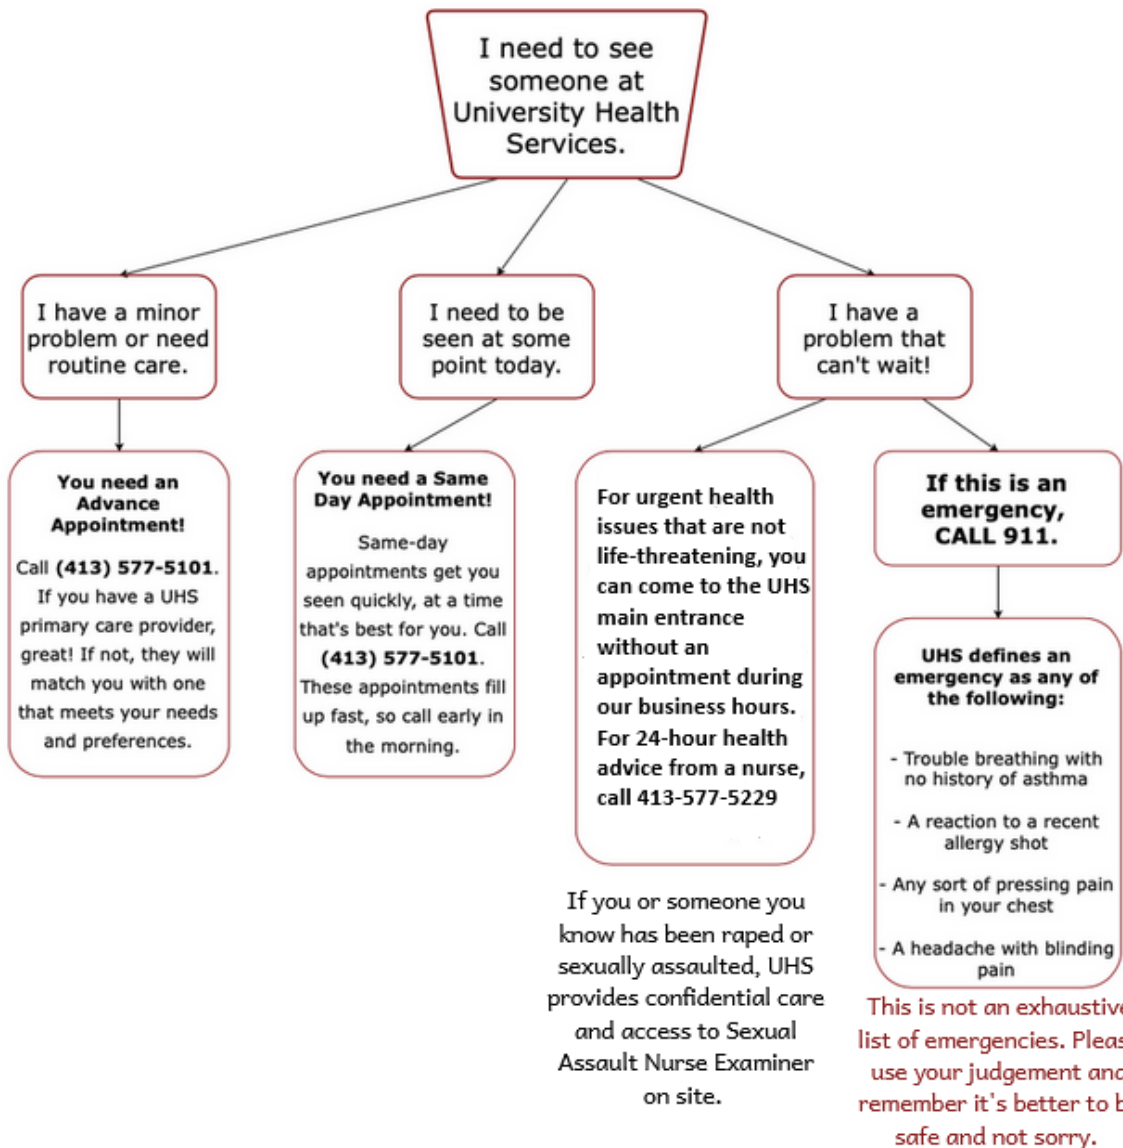 I need to see
someone at
University Health
Services.
I have a minor
problem or need
routine care.
I need to be
seen at some
point today.
I have a
problem that
can't wait!
You need an
Advance
Appointment!
Call (413) 577-5101.
If you have a UHS
primary care provider,
great! If not, they will
match you with one
that meets your needs
and preferences.
You need a Same
Day Appointment!
Same-day
appointments get you
seen quickly, at a time
that's best for you. Call
(413) 577-5101.
These appointments fill
up fast, so call early in
the morning.
For urgent health
issues that are not
life-threatening, you
can come to the UHS
main entrance
without an
appointment during
our business hours.
For 24-hour health
advice from a nurse,
call 413-577-5229
If you or someone you
know has been raped or
sexually assaulted, UHS
provides confidential care
and access to Sexual
Assault Nurse Examiner
on site.
If this is an
emergency,
CALL 911.
UHS defines an
emergency as any of
the following:
- Trouble breathing with
no history of asthma
- A reaction to a recent
allergy shot
- Any sort of pressing pain
in your chest
- A headache with blinding
pain
This is not an exhaustive
list of emergencies. Pleas
use your judgement and
remember it's better to b
safe and not sorry.